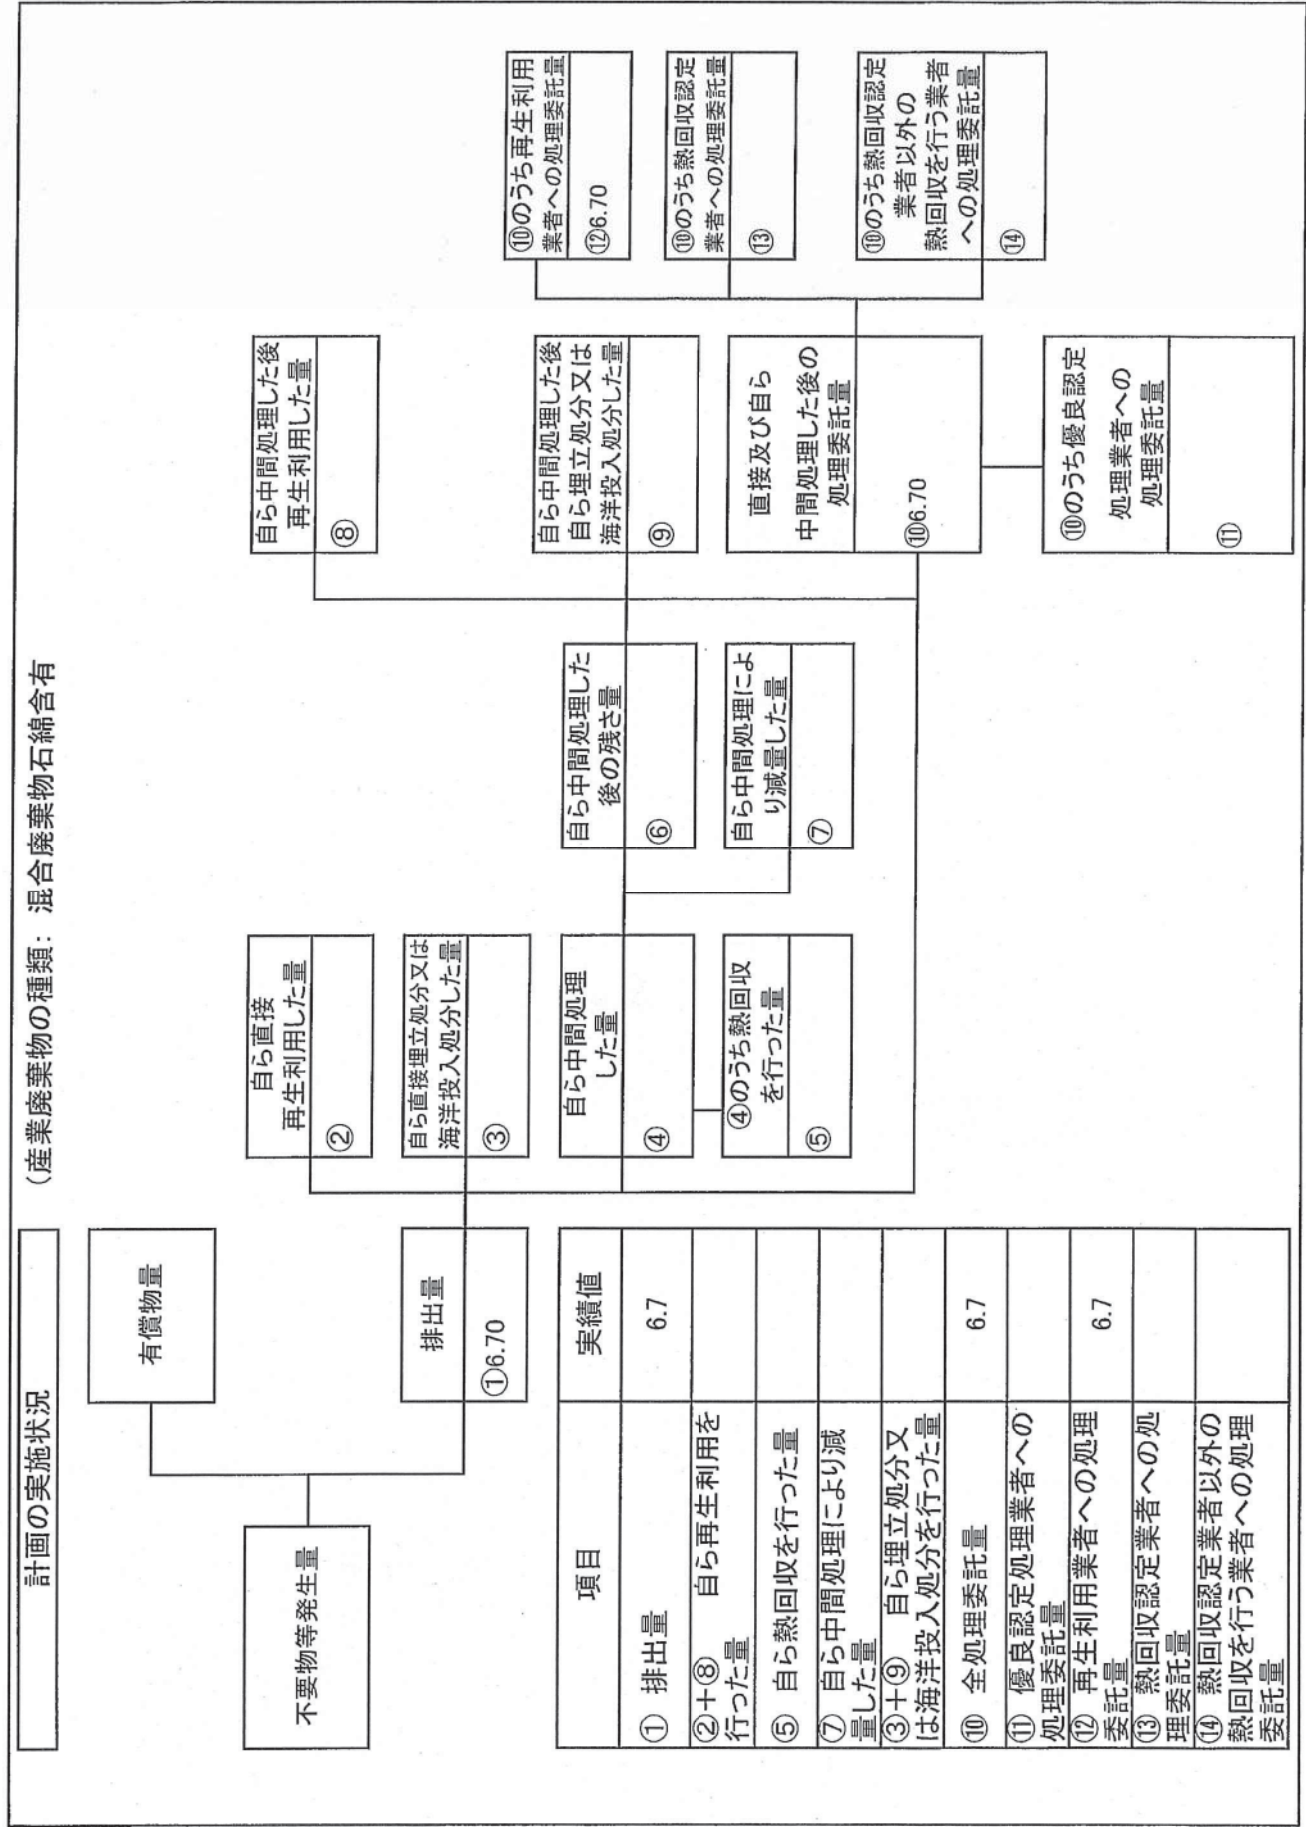 計画の実施状況
(産業廃棄物の種類： 混合廃棄物石綿含有
不要物等発生量
有償物量
排出量
①6.70
自ら直接
再生利用した量
②
自ら直接埋立処分又は
海洋投入処分した量
③
自ら中間処理
した量
④
④のうち熱回収
を行った量
⑤
自ら中間処理した
後の残さ量
⑥
自ら中間処理によ
り減量した量
⑦
自ら中間処理した後
再生利用した量
⑧
自ら中間処理した後
自ら埋立処分又は
海洋投入処分した量
⑨
直接及び自ら
中間処理した後の
処理委託量
⑩6.70
⑩のうち優良認定
処理業者への
処理委託量
⑪
⑩のうち再生利用
業者への処理委託量
⑫6.70
⑩のうち熱回収認定
業者への処理委託量
⑬
⑩のうち熱回収認定
業者以外の
熱回収を行う業者
への処理委託量
⑭
項目 実績値
① 排出量 6.7
②＋⑧ 自ら再生利用を
行った量
⑤ 自ら熱回収を行った量
⑦ 自ら中間処理により減
量した量
③＋⑨ 自ら埋立処分又
は海洋投入処分を行った量
⑩ 全処理委託量 6.7
⑪ 優良認定処理業者への
処理委託量
⑫ 再生利用業者への処理
委託量 6.7
⑬ 熱回収認定業者への処
理委託量
⑭ 熱回収認定業者以外の
熱回収を行う業者への処理
委託量